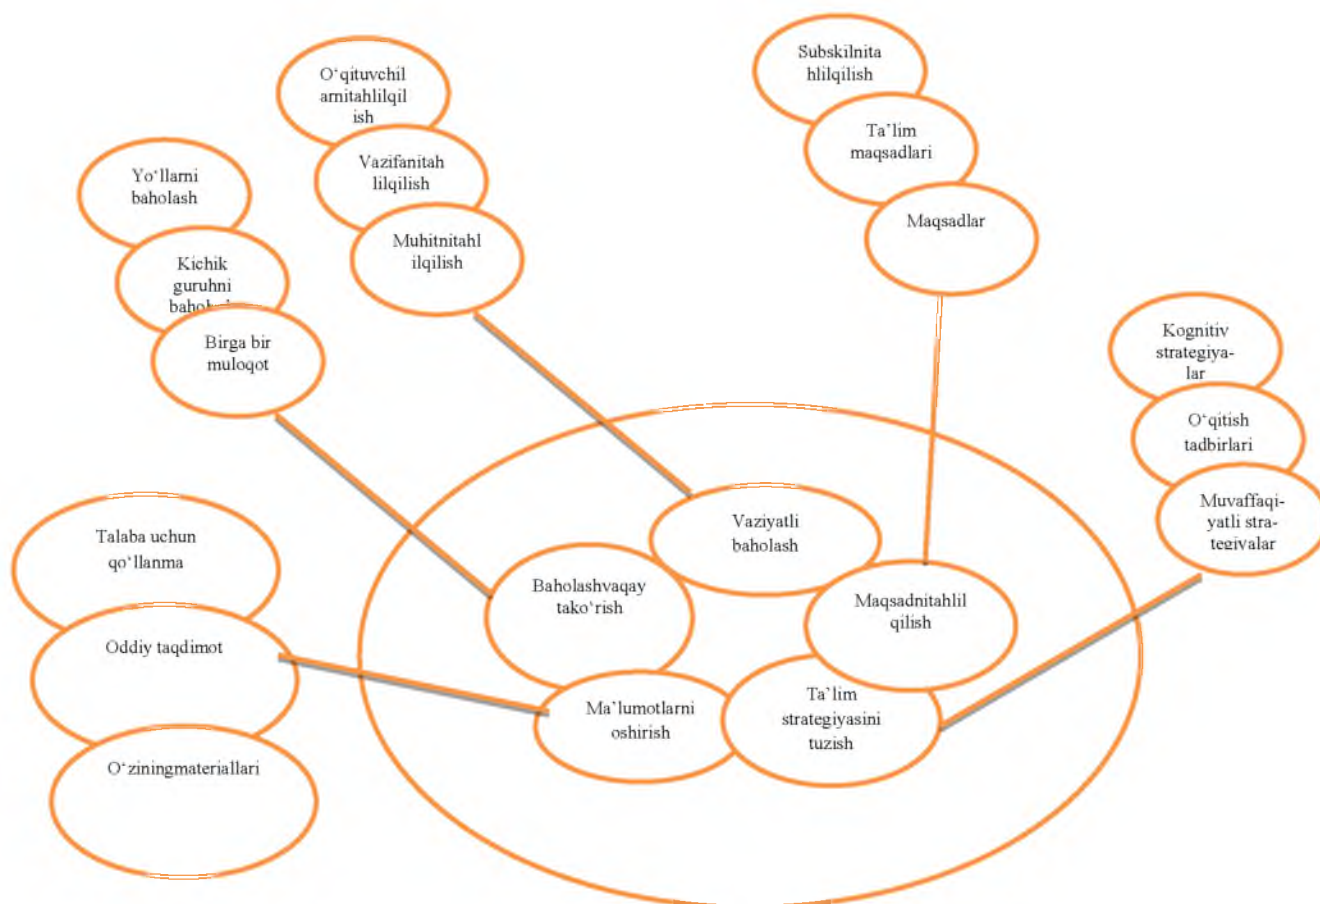 Subskilnita
hlilqilish
Ta’lim
maqsadlari
Maqsadlar
O‘qituvchil
arnitahlilqil
ish
Vazifanitah
lilqilish
Muhitnitahl
ilqilish
Yo‘llarni
baholash
Kichik
guruhni
Birga bir
muloqot
Kognitiv
strategiya-
lar
O‘qitish
tadbirlari
Muvaffaqi-
yatli stra-
tegiyalar
Talaba uchun
qo‘llanma
Oddiy taqdimot
O‘ziningmateriallari
Vaziyatli
baholash
Baholashvaqay
tako‘rish
Maqsadnitahlil
qilish
Ma’lumotlarni
oshirish
Ta’lim
strategiyasini
tuzish